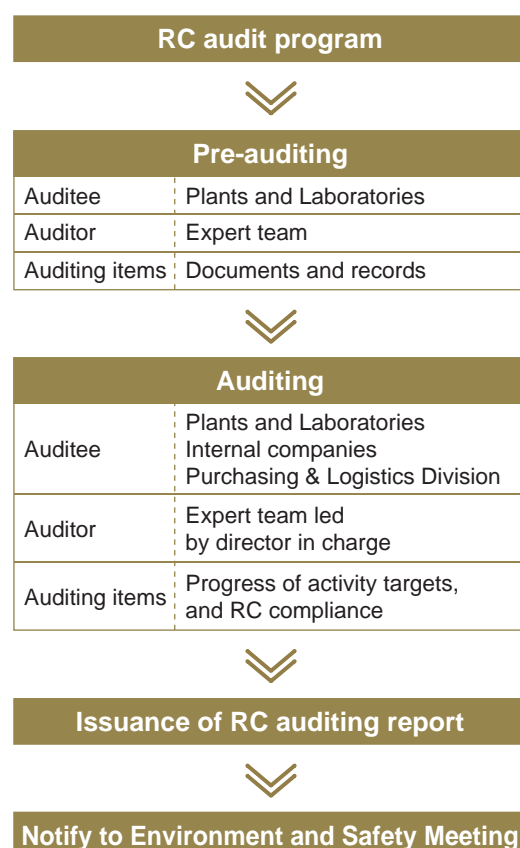 RC audit program
Pre-auditing
Auditee Plants and Laboratories
Auditor Expert team
Auditing items Documents and records
Auditing
Auditee Plants and Laboratories
Internal companies
Purchasing & Logistics Division
Auditor Expert team led
by director in charge
Auditing items Progress of activity targets,
and RC compliance
Issuance of RC auditing report
Notify to Environment and Safety Meeting